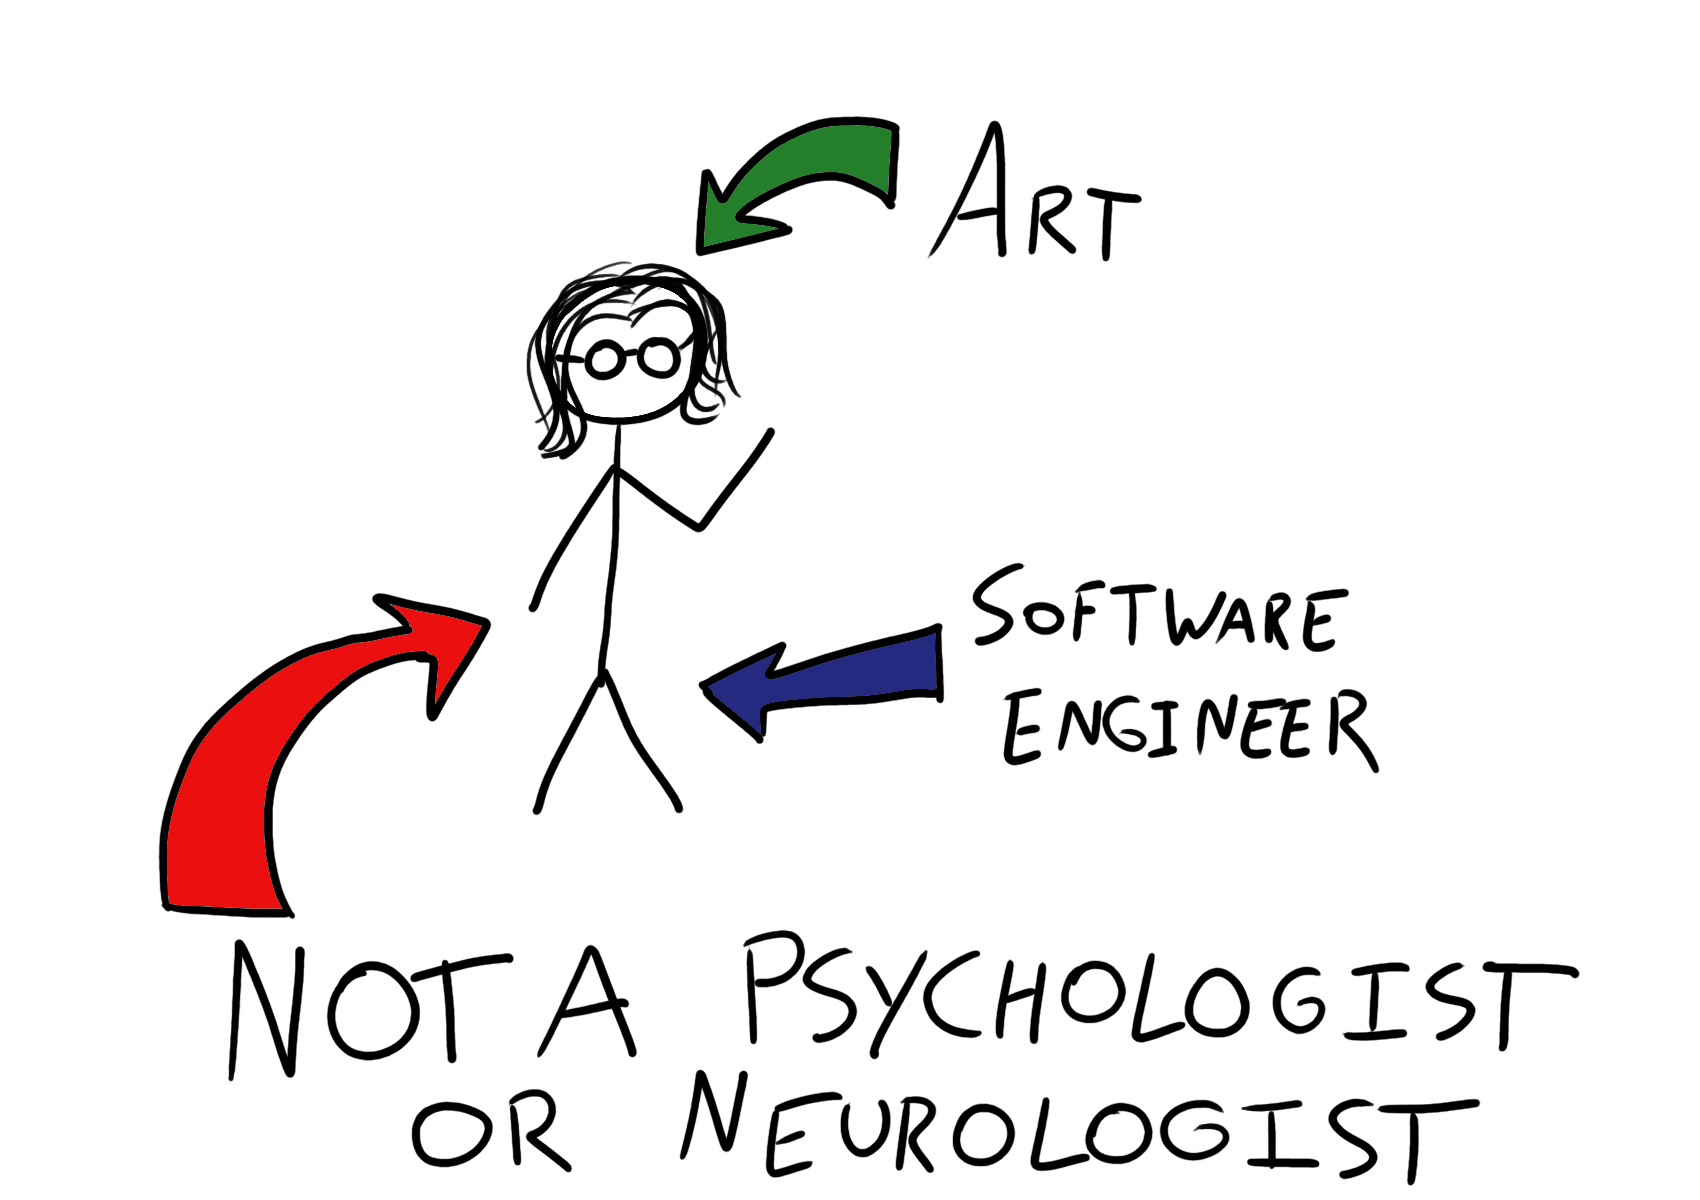 ART
SOFTWARE
ENGINEER
NOT A PSYCHOLOGIST
OR NEUROLOGIST